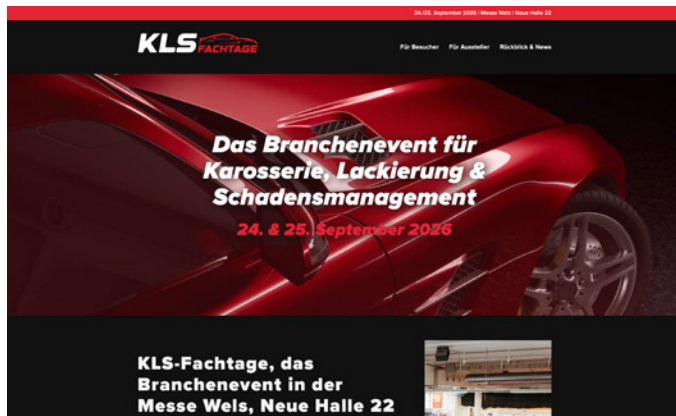 24./25. September 2026 | Messe Wels | Neue Halle 22
KLS
FACHTAGE
Für Besucher Für Aussteller Rückblick & News
Das Branchenevent für
Karosserie, Lackierung &
Schadensmanagement
24. & 25. September 2026
KLS-Fachtage, das
Branchenevent in der
Messe Wels, Neue Halle 22